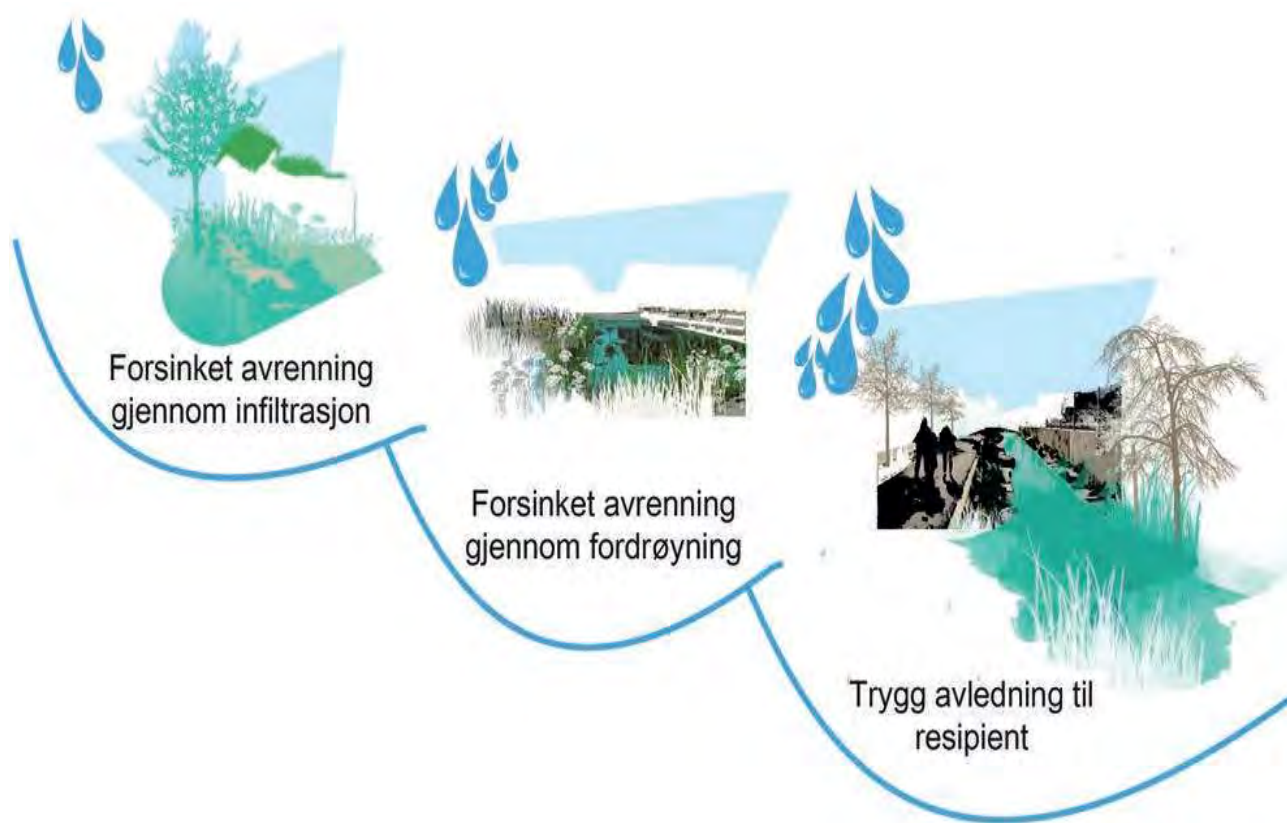 Forsinket avrenning
gjennom infiltrasjon
Forsinket avrenning
gjennom fordrøyning
Trygg avledning til
resipient